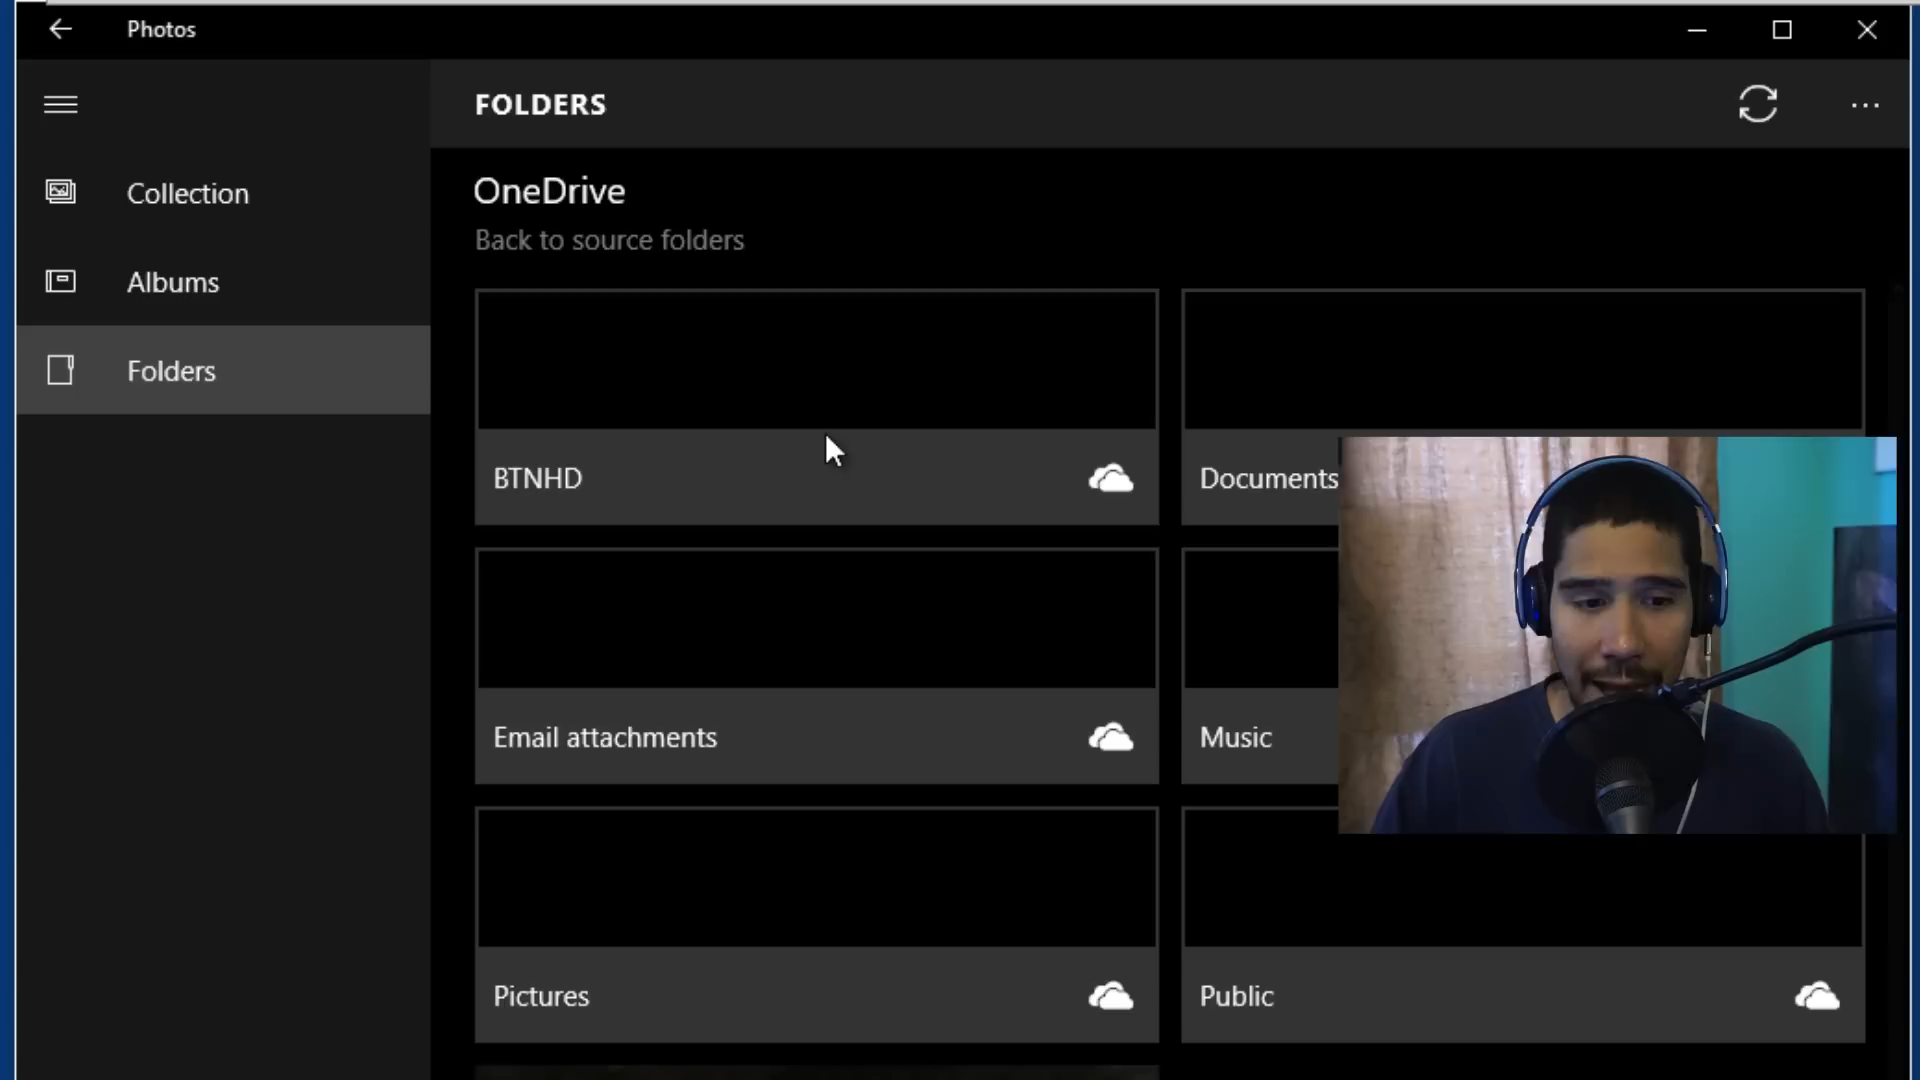 Photos
FOLDERS
Collection
OneDrive
Back to source folders
Albums
Folders
BTNHD
Documents
Email attachments
Music
Pictures
Public